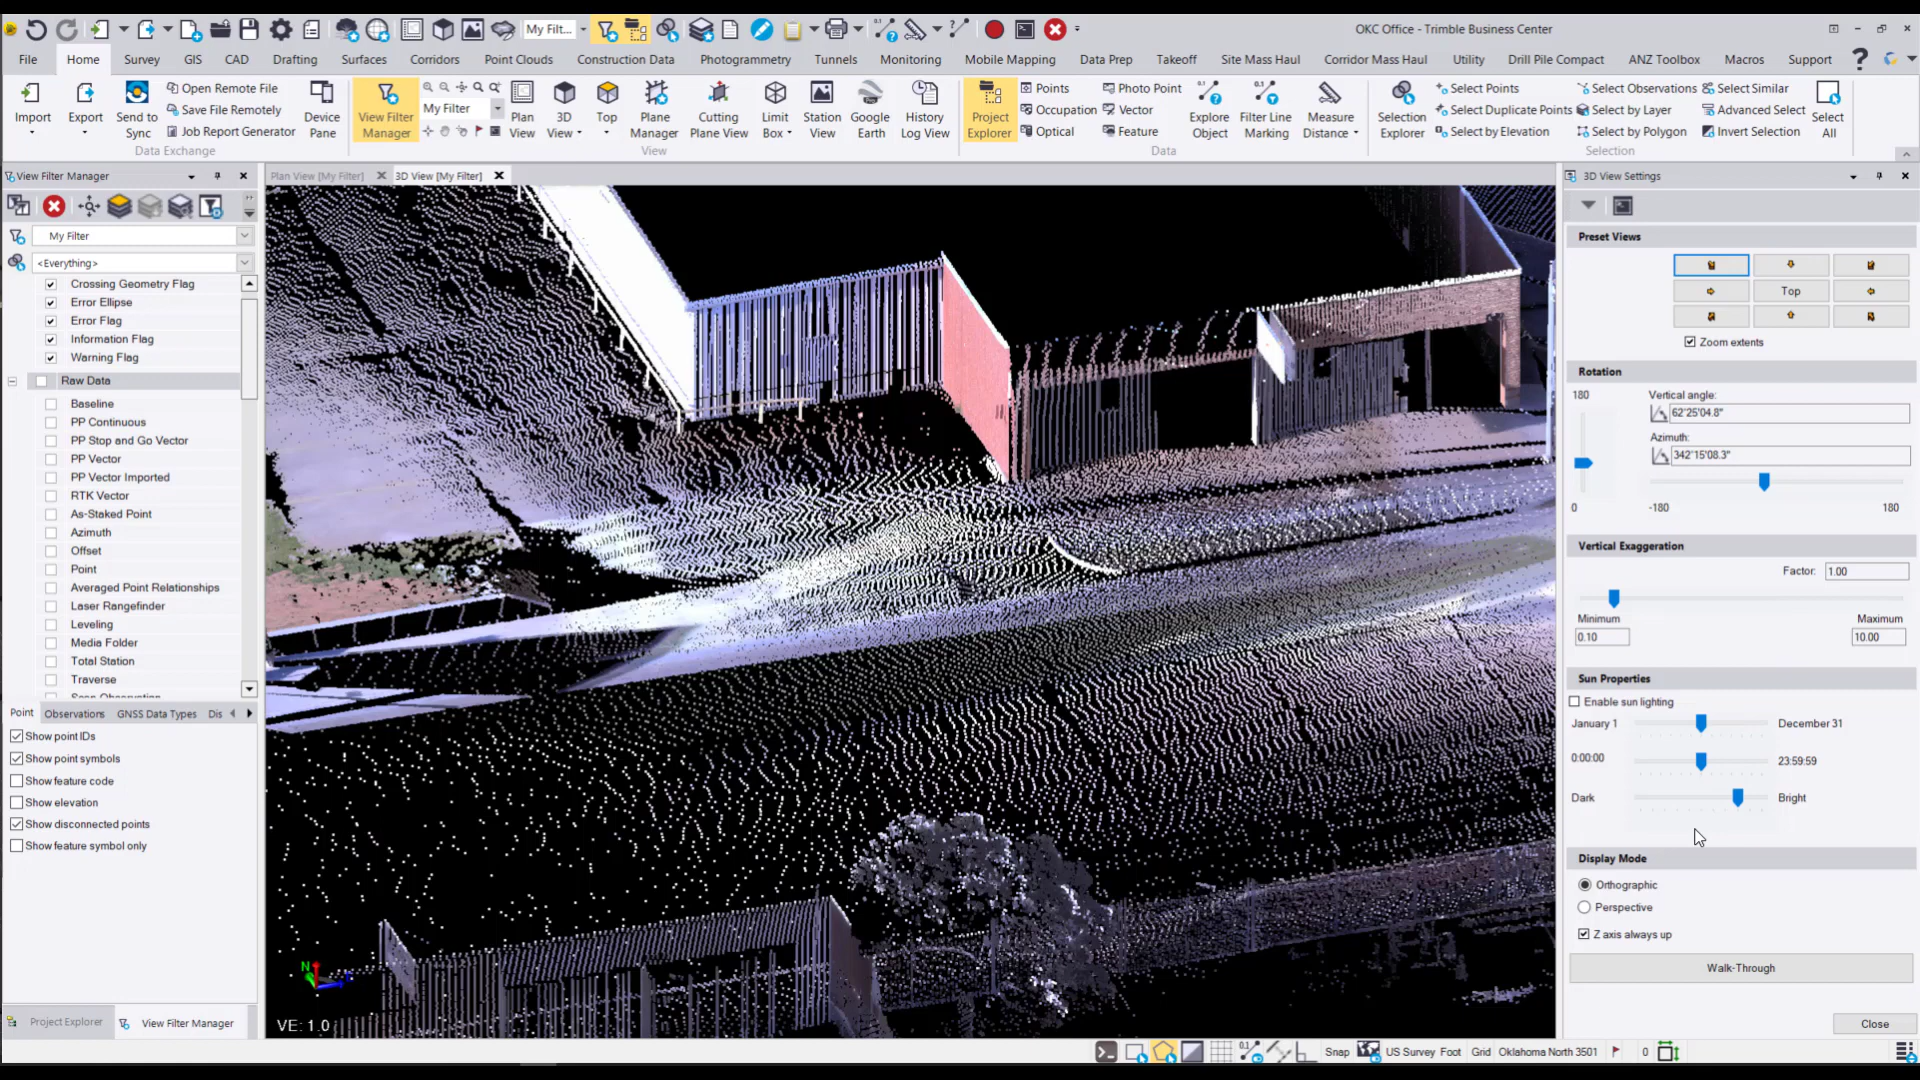 My Filt...
OKC Office - Trimble Business Center
File Home Survey GIS CAD Drafting Surfaces Corridors Point Clouds Construction Data Photogrammetry Tunnels Monitoring Mobile Mapping Data Prep Takeoff Site Mass Haul Corridor Mass Haul Utility Drill Pile Compact ANZ Toolbox Macros Support
Import
Export
Send to Sync
Open Remote File
Save File Remotely
Job Report Generator
Device Pane
Data Exchange
View Filter Manager
My Filter
Plan View
3D View
Top
Plane Manager
Cutting Plane View
Limit Box
Station View
Google Earth
History Log View
View
Project Explorer
Points
Occupation
Optical
Photo Point
Vector
Feature
Explore Object
Filter Line Marking
Measure Distance
Data
Selection Explorer
Select Points
Select Duplicate Points
Select by Elevation
Select Observations
Select by Layer
Select by Polygon
Select Similar
Advanced Select
Invert Selection
Select All
Selection
View Filter Manager
My Filter
<Everything>
Crossing Geometry Flag
Error Ellipse
Error Flag
Information Flag
Warning Flag
Raw Data
Baseline
PP Continuous
PP Stop and Go Vector
PP Vector
PP Vector Imported
RTK Vector
As-Staked Point
Azimuth
Offset
Point
Averaged Point Relationships
Laser Rangefinder
Leveling
Media Folder
Total Station
Traverse
Point Observations GNSS Data Types Dis
Show point IDs
Show point symbols
Show feature code
Show elevation
Show disconnected points
Show feature symbol only
Project Explorer View Filter Manager
Plan View [My Filter] 3D View [My Filter]
N
VE: 1.0
3D View Settings
Preset Views
Top
Zoom extents
Rotation
180
Vertical angle:
62°25'04.8"
Azimuth:
342°15'08.3"
0 -180 180
Vertical Exaggeration
Factor: 1.00
Minimum Maximum
0.10 10.00
Sun Properties
Enable sun lighting
January 1 December 31
0:00:00 23:59:59
Dark Bright
Display Mode
Orthographic
Perspective
Z axis always up
Walk-Through
Close
Snap US Survey Foot Grid Oklahoma North 3501 0